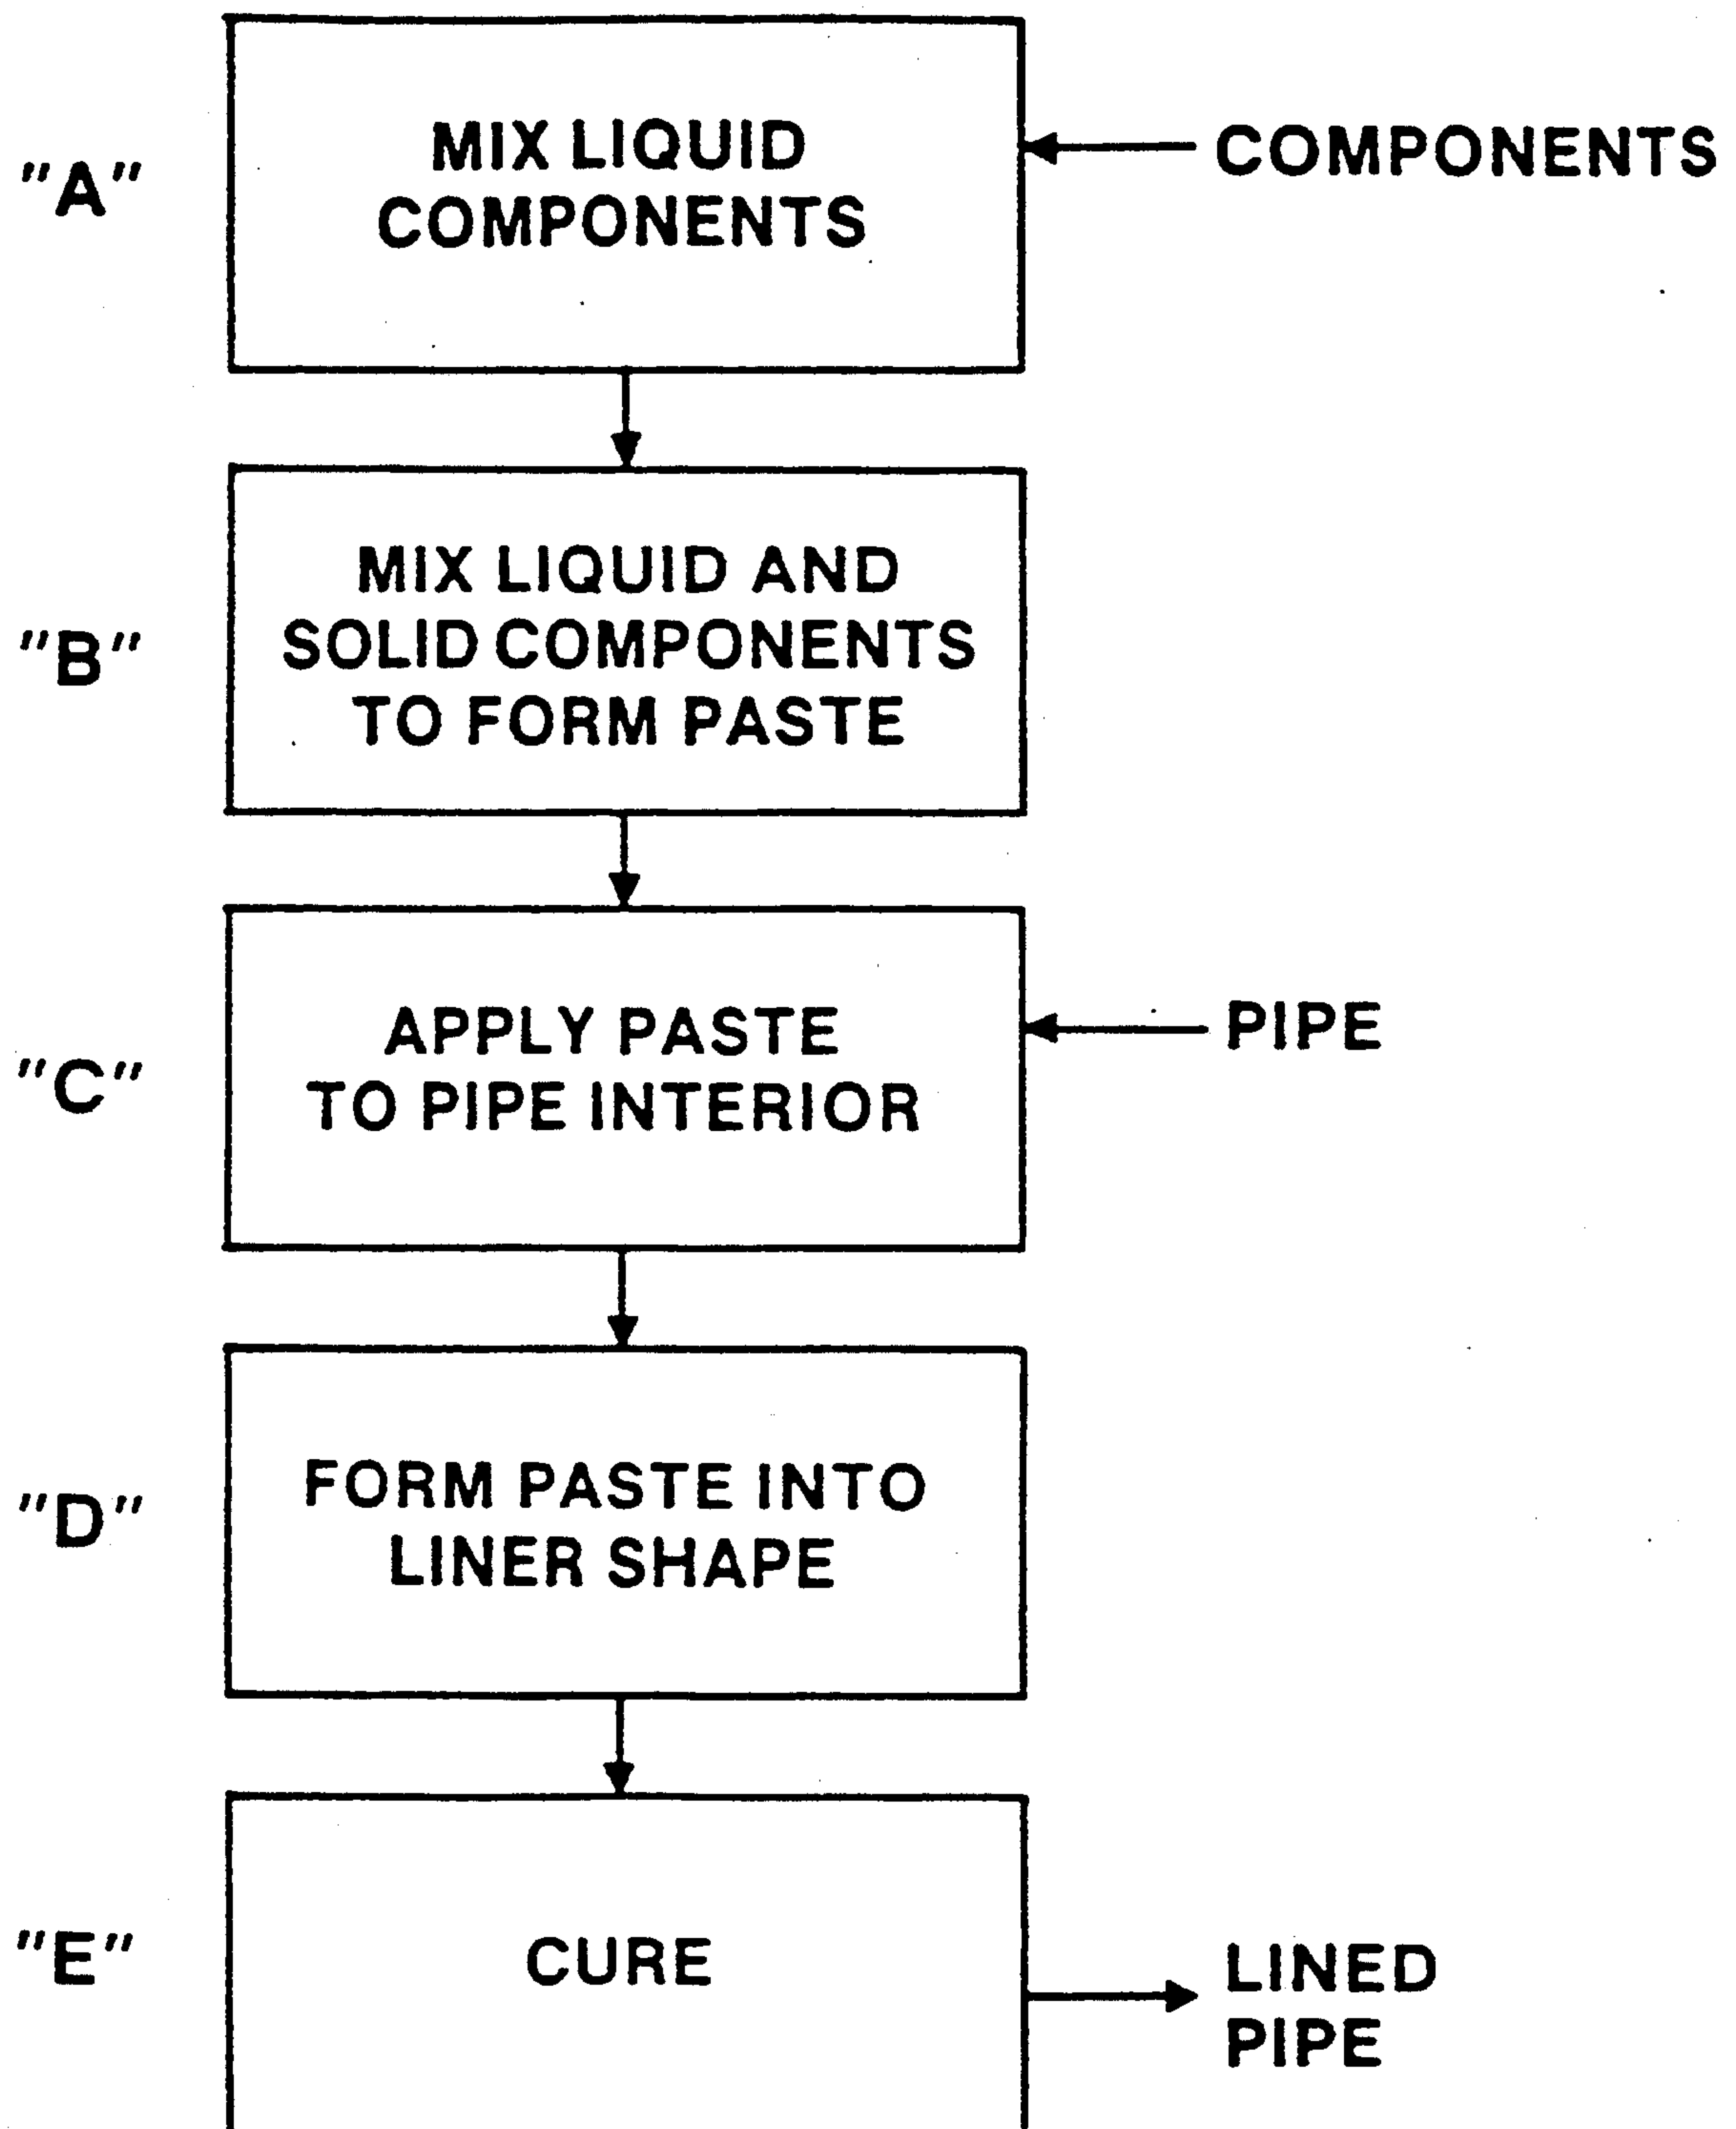 "A"
MIX LIQUID
COMPONENTS
COMPONENTS
"B"
MIX LIQUID AND
SOLID COMPONENTS
TO FORM PASTE
"C"
APPLY PASTE
TO PIPE INTERIOR
PIPE
"D"
FORM PASTE INTO
LINER SHAPE
"E"
CURE
LINED
PIPE